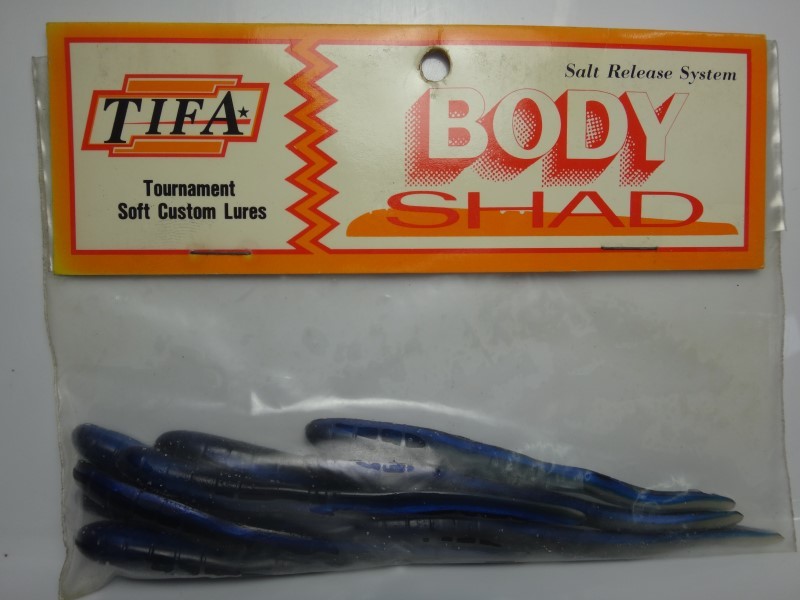 TIFA
Tournament
Soft Custom Lures
Salt Release System
BODY
SHAD